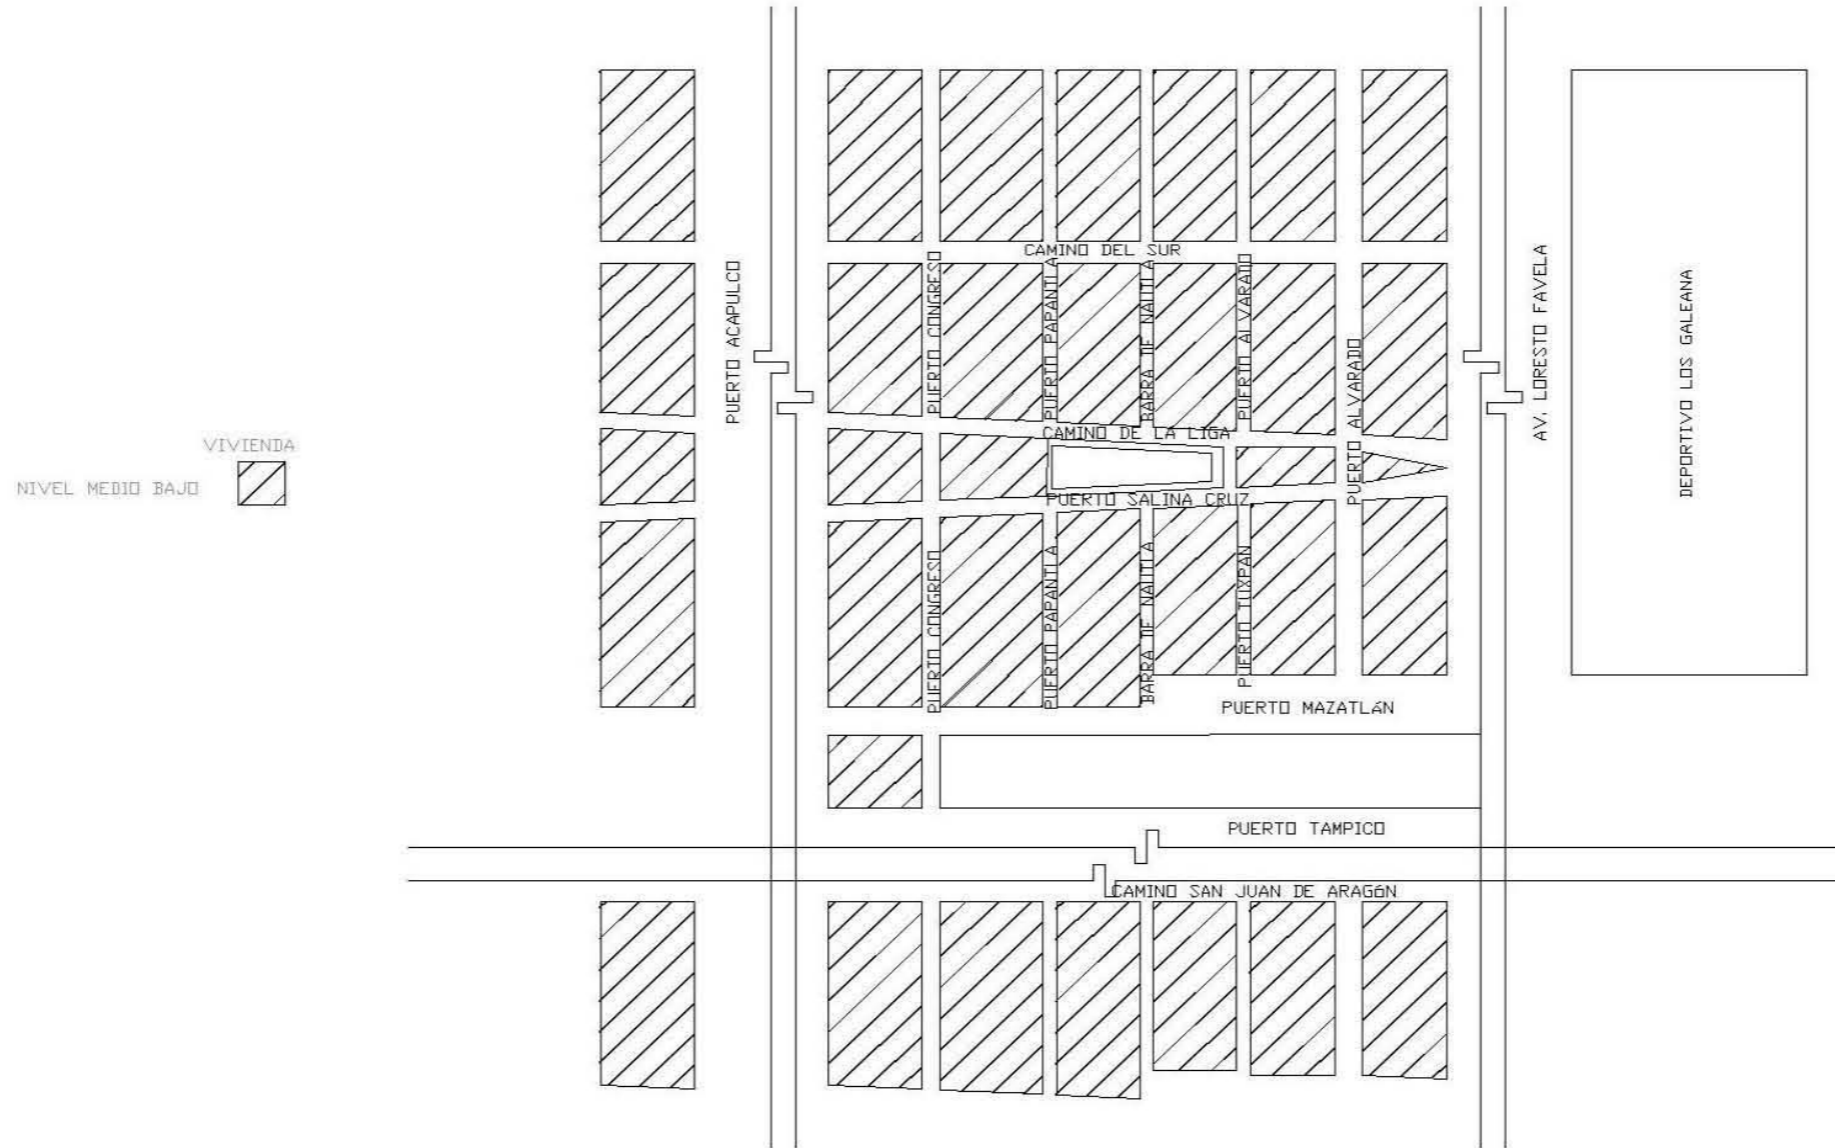 CAMINO DEL SUR
PUERTO ACAPULCO
PUERTO CONGRESO
PUERTO PAPANTLA
BARRA DE NAUTLA
PUERTO ALVARADO
PUERTO ALVARADO
AV. LORESTO FAVELA
DEPORTIVO LOS GALEANA
VIVIENDA
NIVEL MEDIO BAJO
CAMINO DE LA LIGA
PUERTO SALINA CRUZ
PUERTO CONGRESO
PUERTO PAPANTLA
BARRA DE NAUTLA
PUERTO TUXPAN
PUERTO MAZATLÁN
PUERTO TAMPICO
CAMINO SAN JUAN DE ARAGÓN